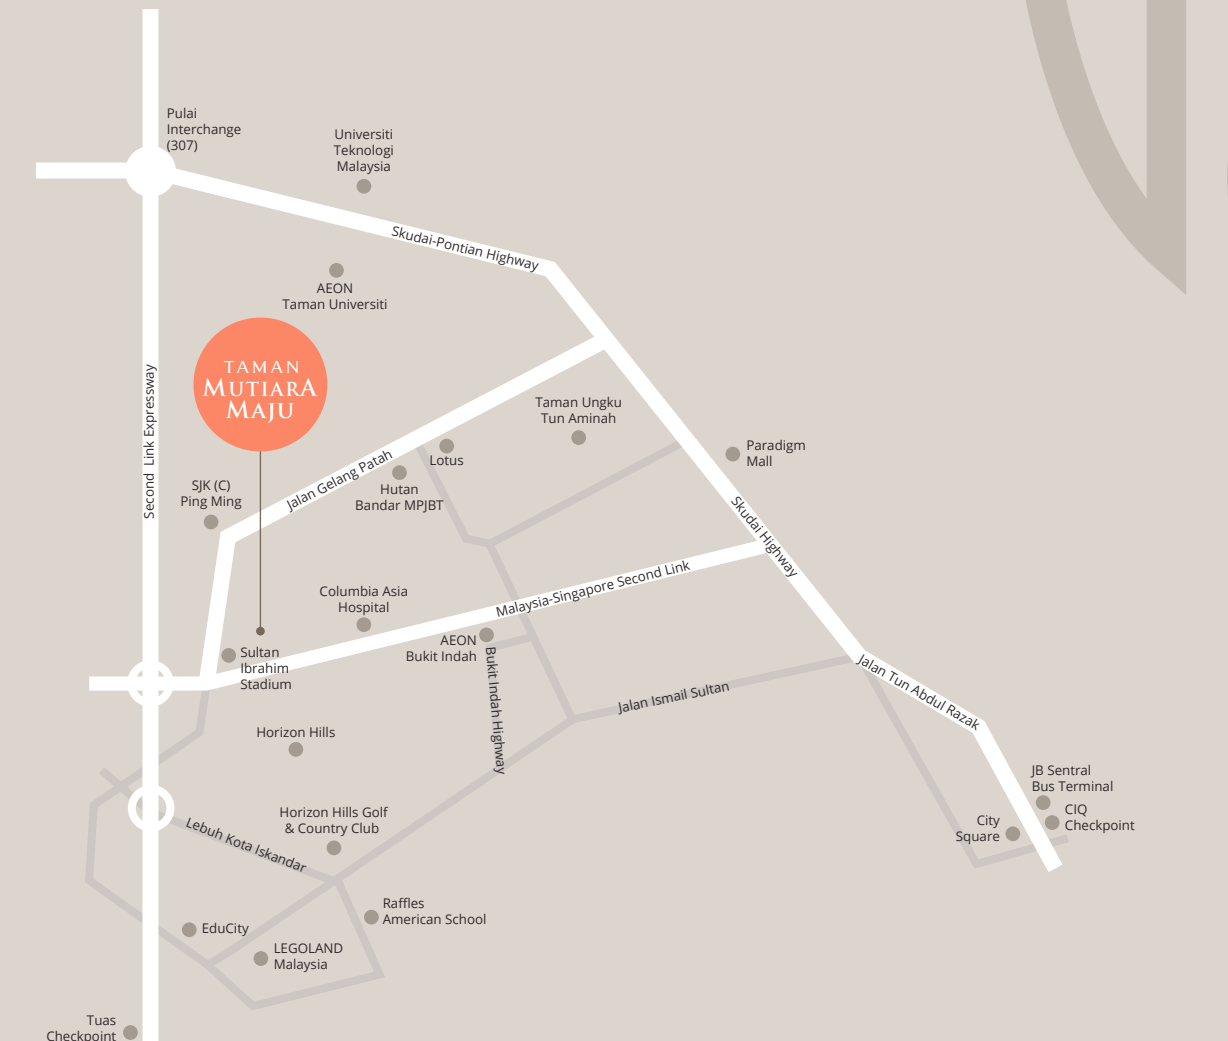 Pulai
Interchange
(307)
Universiti
Teknologi
Malaysia
Skudai-Pontian Highway
AEON
Taman Universiti
TAMAN
MUTIARA
MAJU
Second Link Expressway
Taman Ungku
Tun Aminah
Paradigm
Mall
Lotus
Jalan Gelang Patah
Hutan
Bandar MPJBT
SJK (C)
Ping Ming
Skudai Highway
Malaysia-Singapore Second Link
Columbia Asia
Hospital
AEON
Bukit Indah
Sultan
Ibrahim
Stadium
Bukit Indah Highway
Jalan Ismail Sultan
Jalan Tun Abdul Razak
Horizon Hills
JB Sentral
Bus Terminal
CIQ
Checkpoint
City
Square
Horizon Hills Golf
& Country Club
Lebuh Kota Iskandar
Raffles
American School
EduCity
LEGOLAND
Malaysia
Tuas
Checkpoint